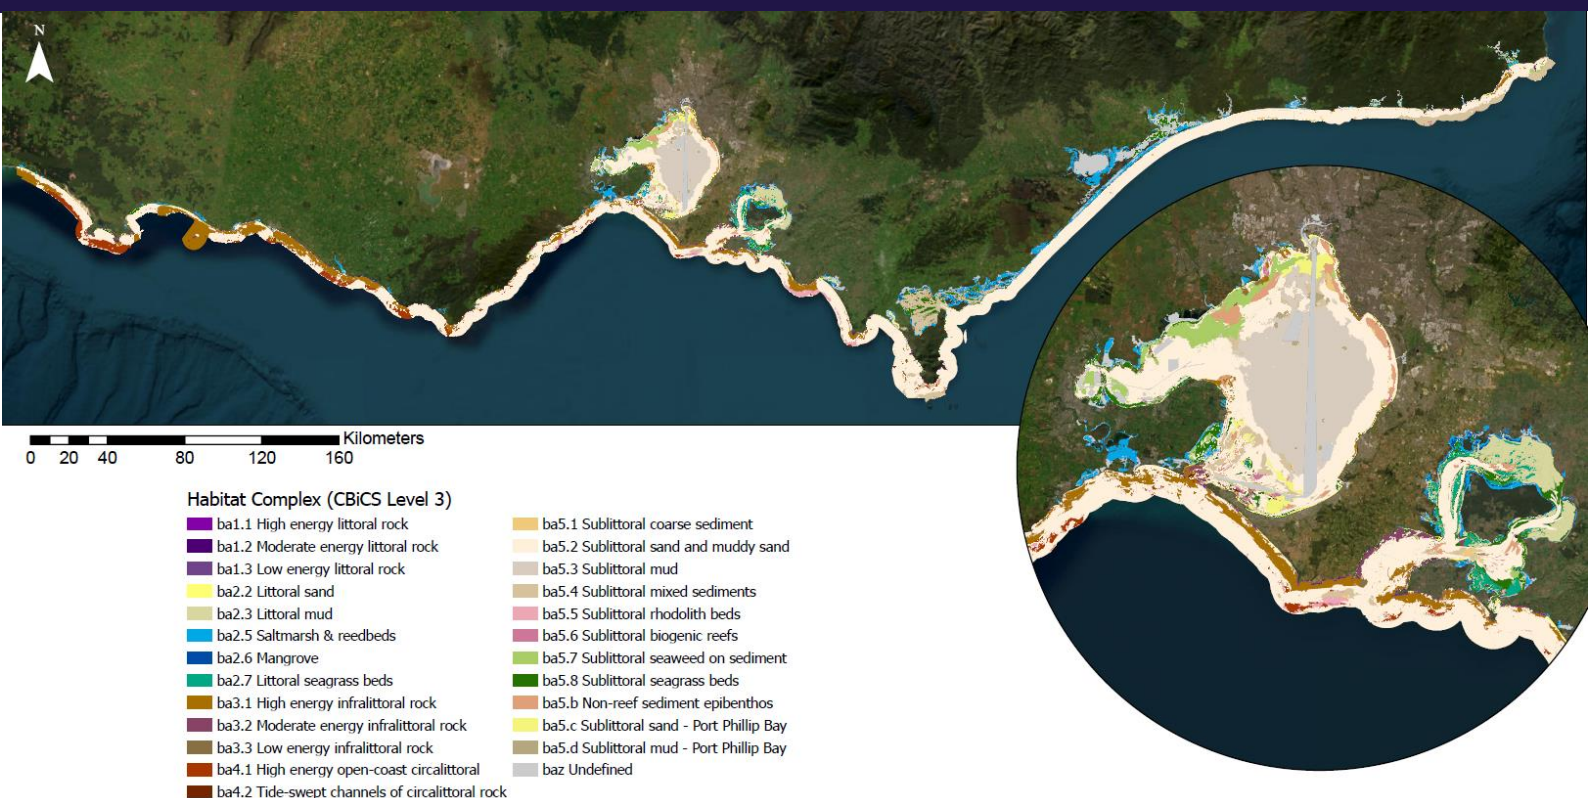 N
Kilometers
0 20 40 80 120 160
Habitat Complex (CBiCS Level 3)
ba1.1 High energy littoral rock
ba1.2 Moderate energy littoral rock
ba1.3 Low energy littoral rock
ba2.2 Littoral sand
ba2.3 Littoral mud
ba2.5 Saltmarsh & reedbeds
ba2.6 Mangrove
ba2.7 Littoral seagrass beds
ba3.1 High energy infralittoral rock
ba3.2 Moderate energy infralittoral rock
ba3.3 Low energy infralittoral rock
ba4.1 High energy open-coast circalittoral
ba4.2 Tide-swept channels of circalittoral rock
ba5.1 Sublittoral coarse sediment
ba5.2 Sublittoral sand and muddy sand
ba5.3 Sublittoral mud
ba5.4 Sublittoral mixed sediments
ba5.5 Sublittoral rhodolith beds
ba5.6 Sublittoral biogenic reefs
ba5.7 Sublittoral seaweed on sediment
ba5.8 Sublittoral seagrass beds
ba5.b Non-reef sediment epibenthos
ba5.c Sublittoral sand - Port Phillip Bay
ba5.d Sublittoral mud - Port Phillip Bay
baz Undefined